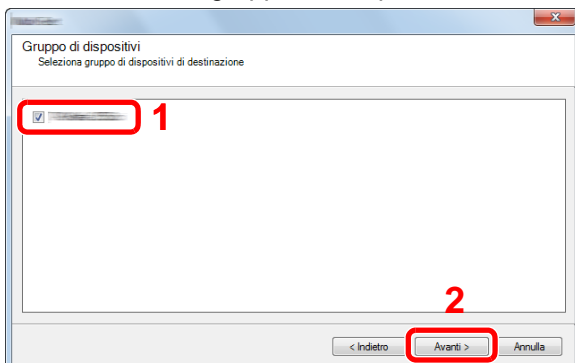 Gruppo di dispositivi
Seleziona gruppo di dispositivi di destinazione
1
2
< Indietro Avanti > Annulla